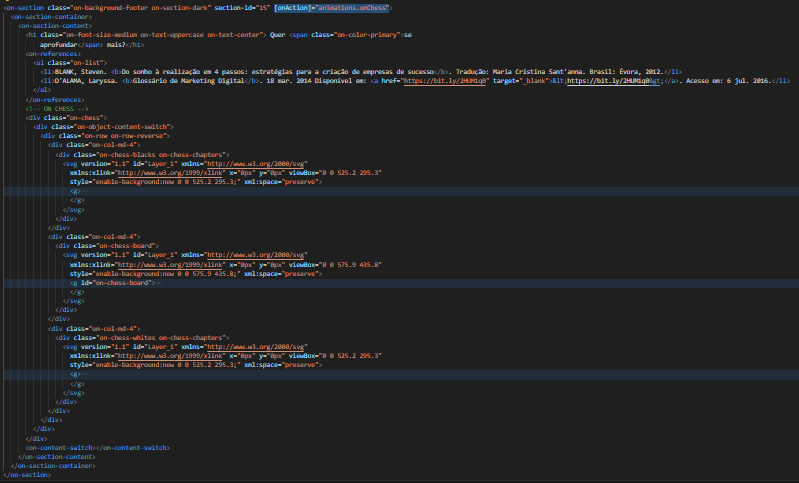 <on-section class="on-background-footer on-section-dark" section-id="15" [onAction]="animations.onChess">
<on-section-container>
<on-section-content>
<h1 class="on-font-size-medium on-text-uppercase on-text-center"> Quer <span class="on-color-primary">se
aprofundar</span> mais?</h1>
<on-references>
<ul class="on-list">
<li>BLANK, Steven. <b>Do sonho à realização em 4 passos: estratégias para a criação de empresas de sucesso</b>. Tradução: Maria Cristina Sant'anna. Brasil: Évora, 2012.</li>
<li>D'ALAMA, Laryssa. <b>Glossário de Marketing Digital</b>. 18 mar. 2014 Disponível em: <a href="https://bit.ly/2HUM1q0" target="_blank">&lt;https://bit.ly/2HUM1q0&gt;</a>. Acesso em: 6 jul. 2016.</li>
</ul>
</on-references>
<!-- ON CHESS -->
<on-chess>
<div class="on-object-content-switch">
<div class="on-row on-row-reverse">
<div class="on-col-md-4">
<div class="on-chess-blacks on-chess-chapters">
<svg version="1.1" id="Layer_1" xmlns="http://www.w3.org/2000/svg"
xmlns:xlink="http://www.w3.org/1999/xlink" x="0px" y="0px" viewBox="0 0 525.2 295.3"
style="enable-background:new 0 0 525.2 295.3;" xml:space="preserve">
<g>
</g>
</svg>
</div>
</div>
<div class="on-col-md-4">
<div class="on-chess-board">
<svg version="1.1" id="Layer_1" xmlns="http://www.w3.org/2000/svg"
xmlns:xlink="http://www.w3.org/1999/xlink" x="0px" y="0px" viewBox="0 0 575.9 435.8"
style="enable-background:new 0 0 575.9 435.8;" xml:space="preserve">
<g id="on-chess-board">
</g>
</svg>
</div>
</div>
<div class="on-col-md-4">
<div class="on-chess-whites on-chess-chapters">
<svg version="1.1" id="Layer_1" xmlns="http://www.w3.org/2000/svg"
xmlns:xlink="http://www.w3.org/1999/xlink" x="0px" y="0px" viewBox="0 0 525.2 295.3"
style="enable-background:new 0 0 525.2 295.3;" xml:space="preserve">
<g>
</g>
</svg>
</div>
</div>
</div>
</div>
</div>
<on-content-switch></on-content-switch>
</on-section-content>
</on-section-container>
</on-section>